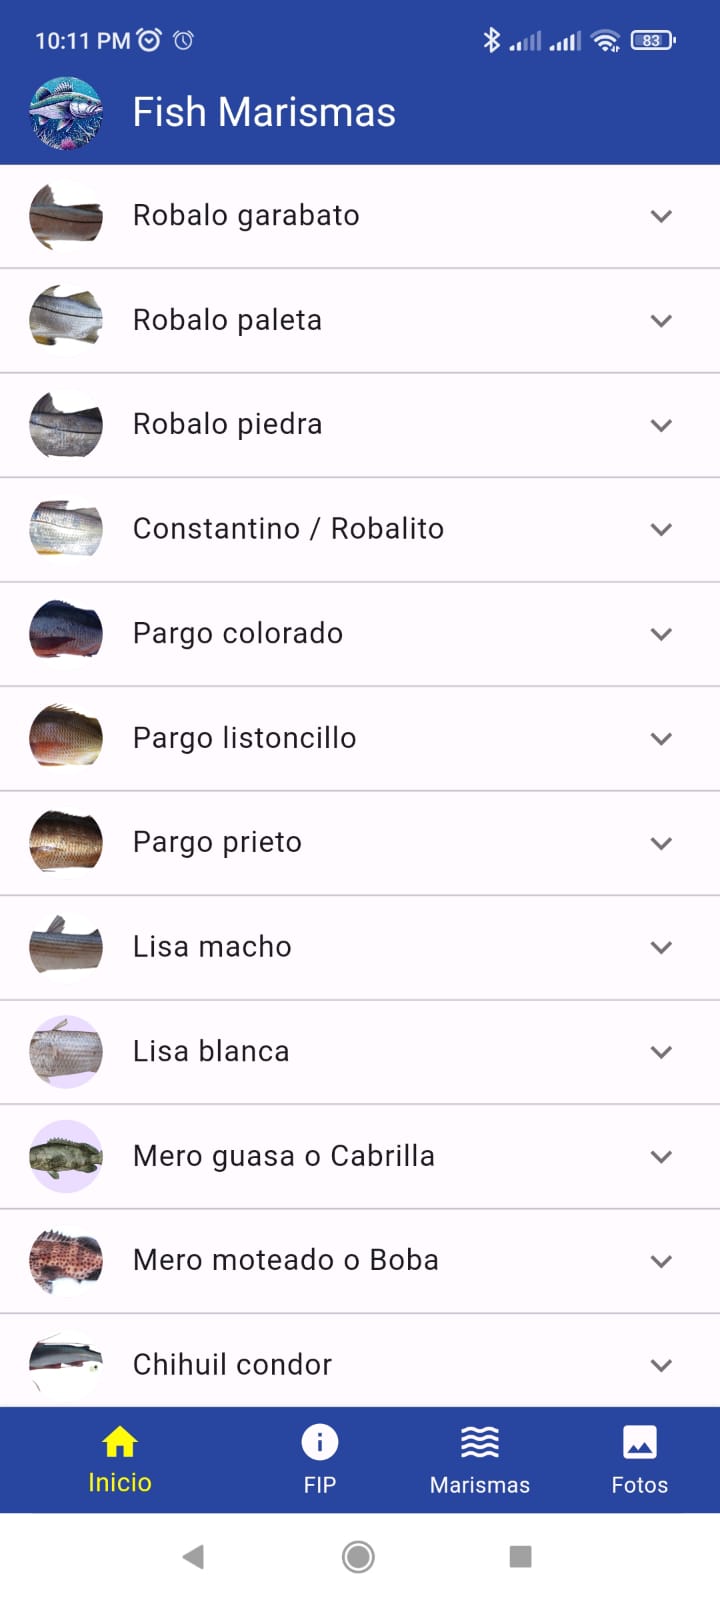 10:11 PM
83
Fish Marismas
Robalo garabato
Robalo paleta
Robalo piedra
Constantino / Robalito
Pargo colorado
Pargo listoncillo
Pargo prieto
Lisa macho
Lisa blanca
Mero guasa o Cabrilla
Mero moteado o Boba
Chihuil condor
Inicio
FIP
Marismas
Fotos